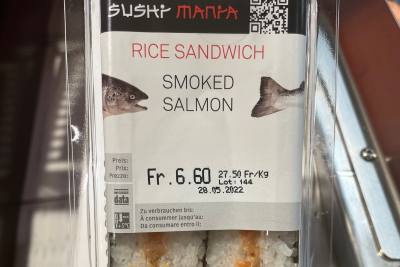 SUSHI MANIA
RICE SANDWICH
SMOKED
SALMON
Preis:
Prix:
Prezzo:
Fr. 6.60
27.50 Fr/Kg
Lot: 144
28.05.2022
data
Zu verbrauchen bis:
A consommer jusqu'au:
Da consumare entro il: